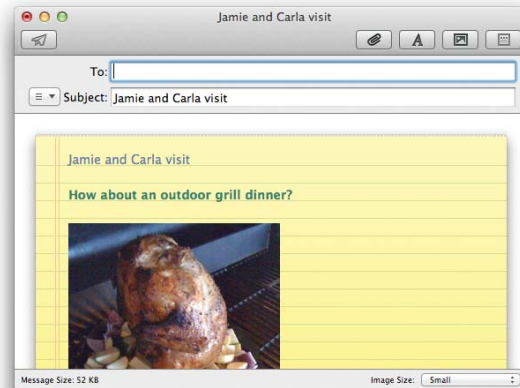 Jamie and Carla visit
A
To:
Subject: Jamie and Carla visit
Jamie and Carla visit
How about an outdoor grill dinner?
Message Size: 52 KB
Image Size: Small